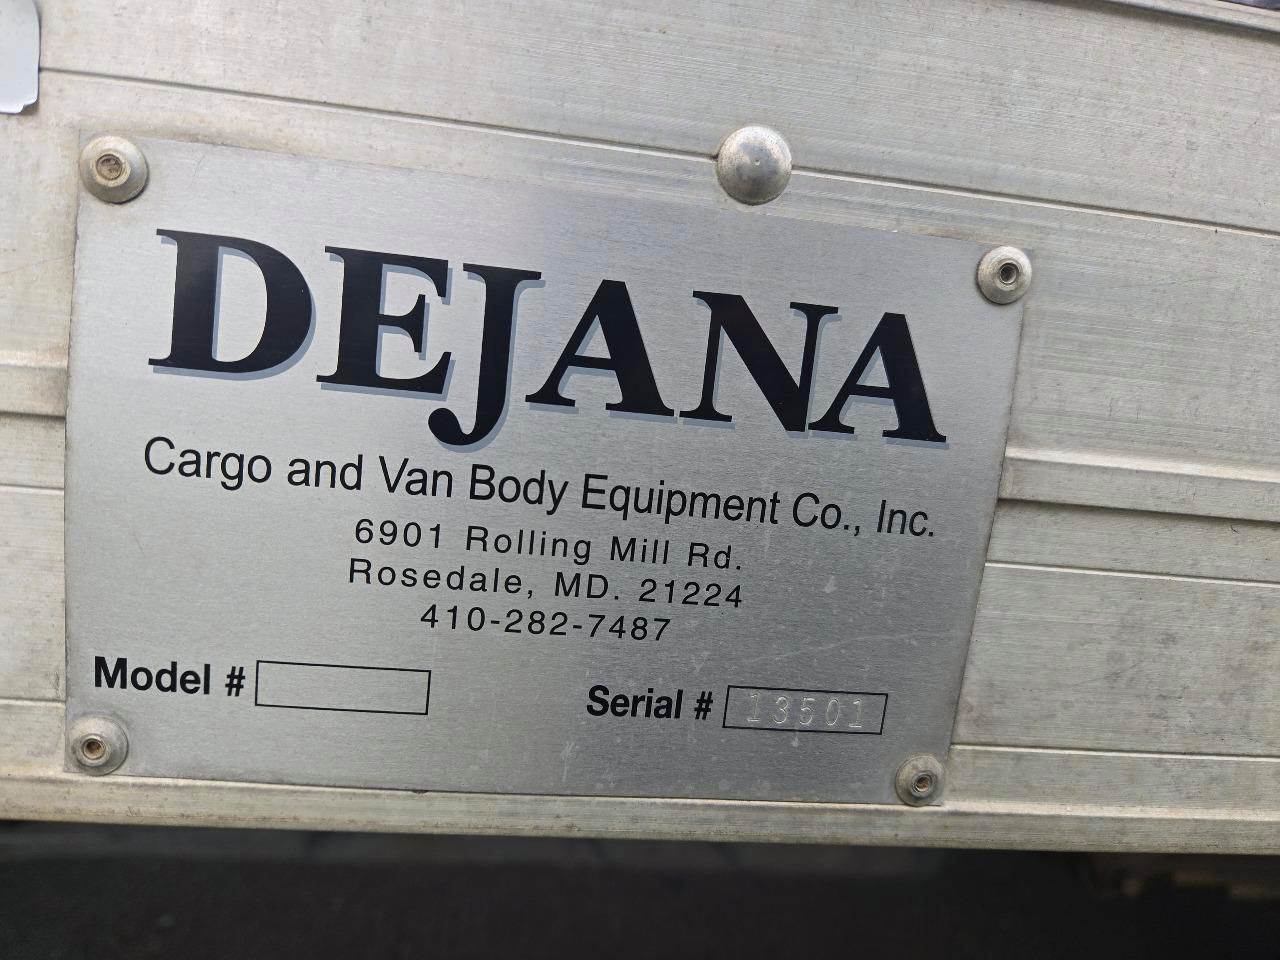 DEJANA
Cargo and Van Body Equipment Co., Inc.
6901 Rolling Mill Rd.
Rosedale, MD. 21224
410-282-7487
Model # Serial # 13501